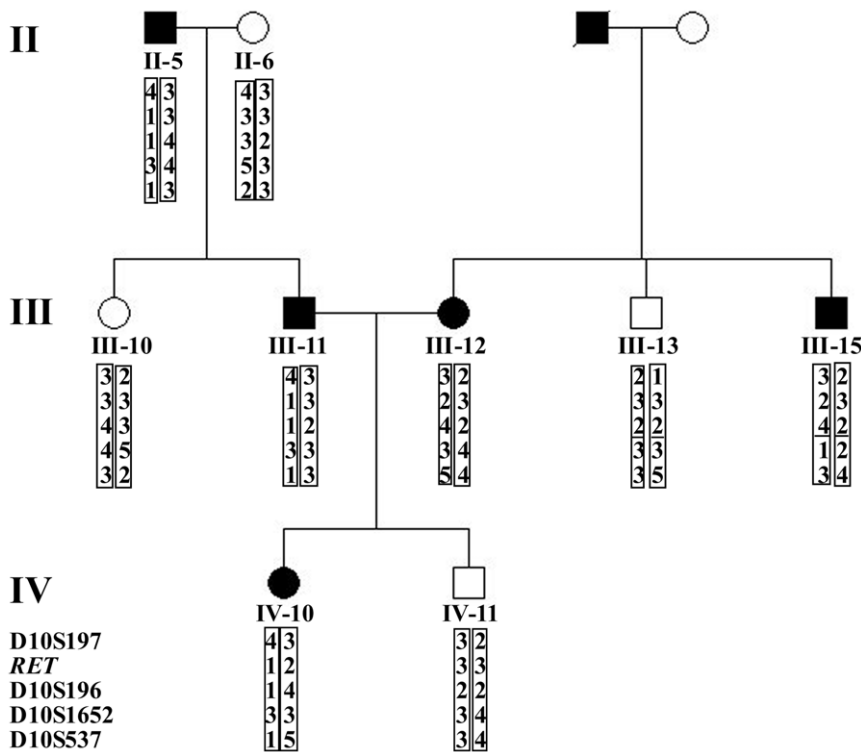 II
II-5 II-6
4 3 4 3
1 3 3 3
1 4 3 2
3 4 5 3
1 3 2 3
III
III-10 III-11 III-12 III-13 III-15
3 2 4 3 3 2 2 1 3 2
3 3 1 3 2 3 3 3 2 3
4 3 1 2 4 2 2 2 4 2
4 5 3 3 3 4 3 3 1 2
3 2 1 3 5 4 3 5 3 4
IV
IV-10 IV-11
D10S197 4 3 3 2
RET 1 2 3 3
D10S196 1 4 2 2
D10S1652 3 3 3 4
D10S537 1 5 3 4